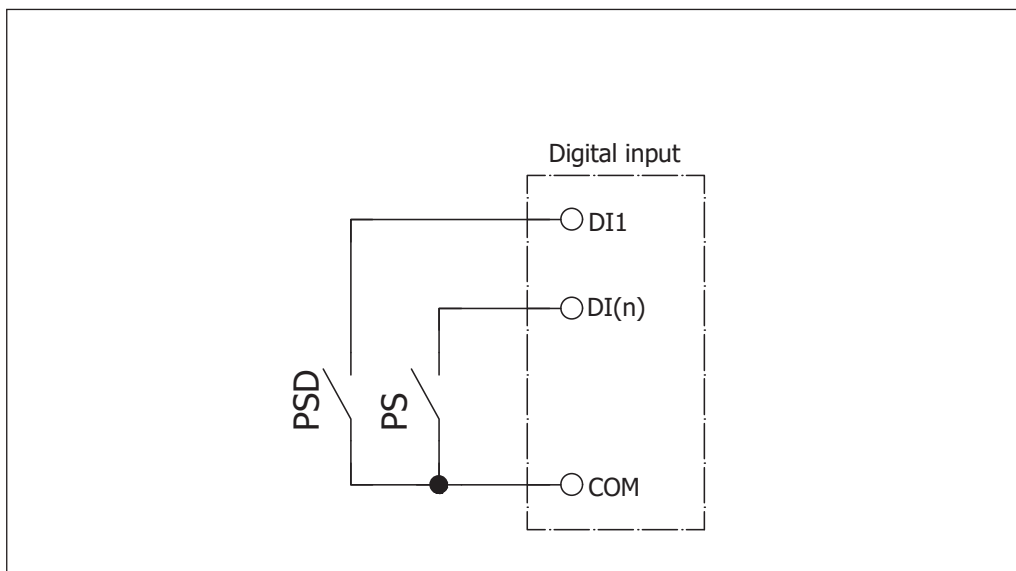 Digital input
DI1
DI(n)
PSD
PS
COM